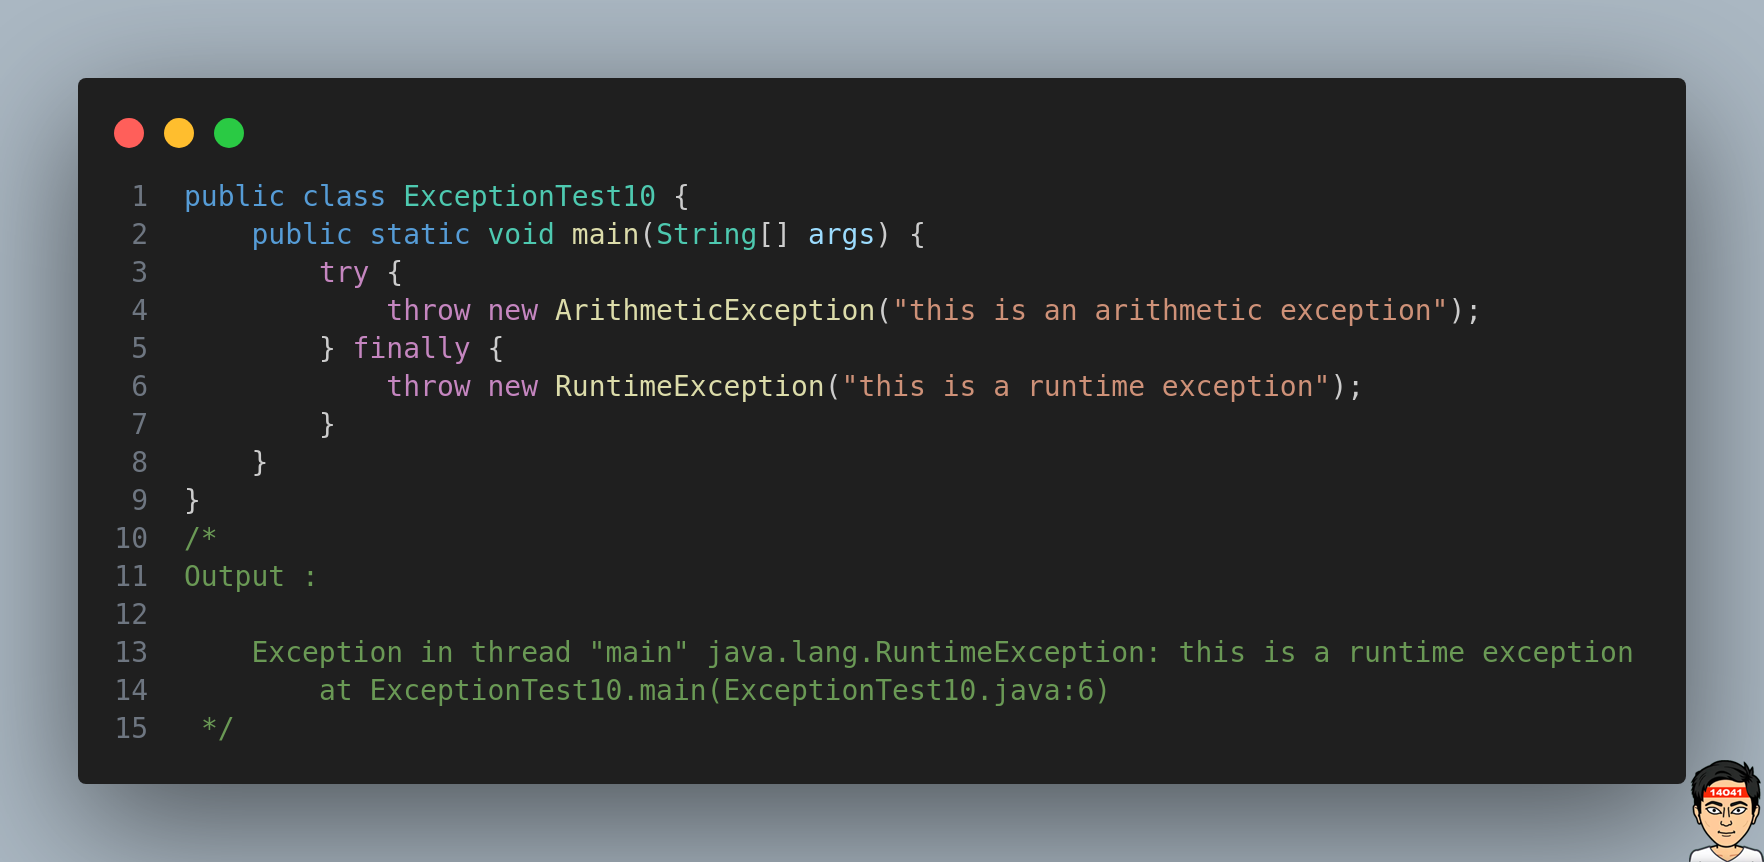 1 public class ExceptionTest10 {
2     public static void main(String[] args) {
3         try {
4             throw new ArithmeticException("this is an arithmetic exception");
5         } finally {
6             throw new RuntimeException("this is a runtime exception");
7         }
8     }
9 }
10 /*
11 Output :
12
13     Exception in thread "main" java.lang.RuntimeException: this is a runtime exception
14         at ExceptionTest10.main(ExceptionTest10.java:6)
15  */
14041